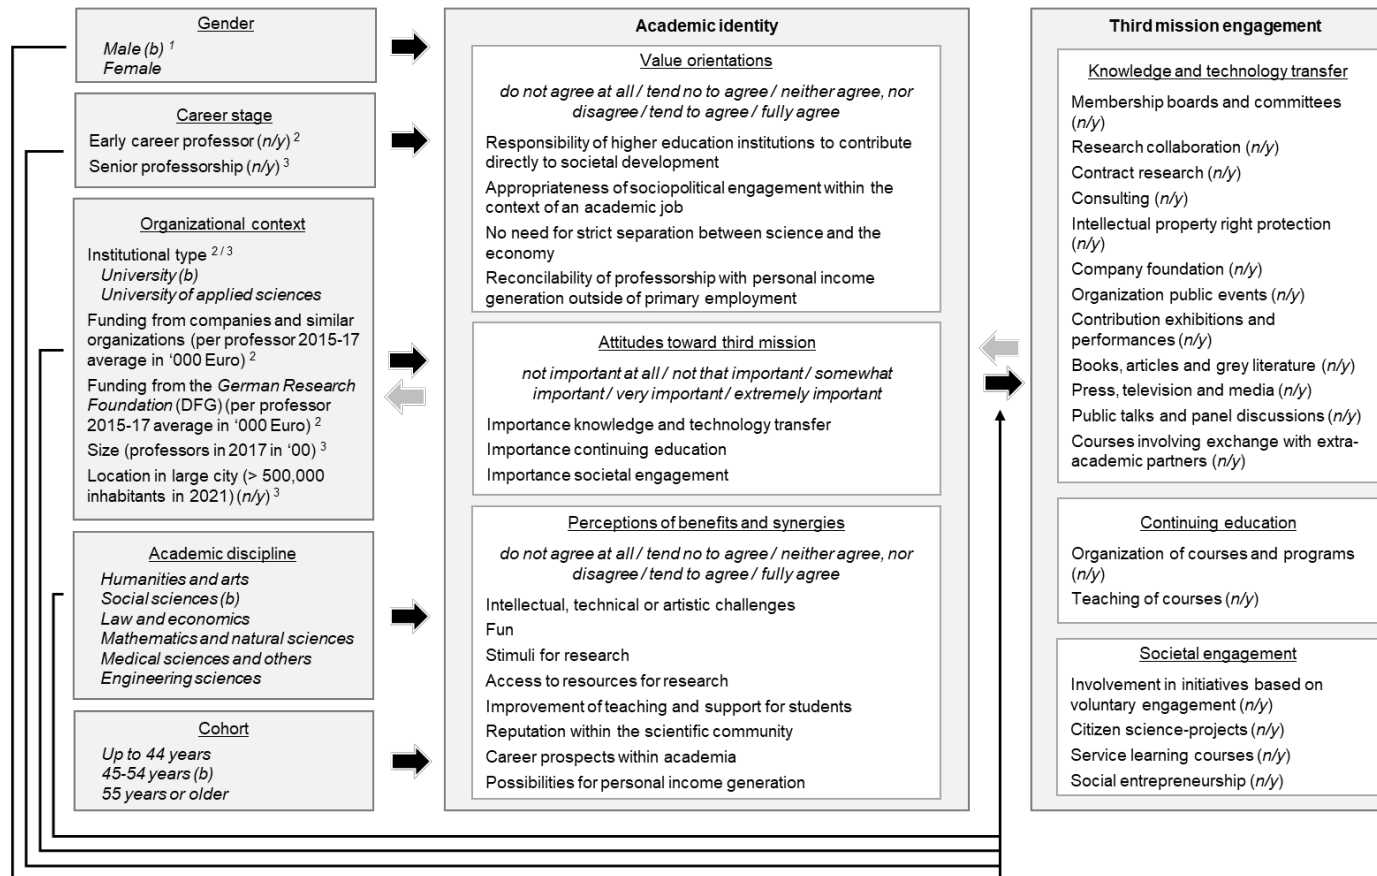 Gender
Male (b) 1
Female
Career stage
Early career professor (n/y) 2
Senior professorship (n/y) 3
Organizational context
Institutional type 2 / 3
University (b)
University of applied sciences
Funding from companies and similar
organizations (per professor 2015-17
average in ‘000 Euro) 2
Funding from the German Research
Foundation (DFG) (per professor
2015-17 average in ‘000 Euro) 2
Size (professors in 2017 in ‘00) 3
Location in large city (> 500,000
inhabitants in 2021) (n/y) 3
Academic discipline
Humanities and arts
Social sciences (b)
Law and economics
Mathematics and natural sciences
Medical sciences and others
Engineering sciences
Cohort
Up to 44 years
45-54 years (b)
55 years or older
Academic identity
Value orientations
do not agree at all / tend no to agree / neither agree, nor
disagree / tend to agree / fully agree
Responsibility of higher education institutions to contribute
directly to societal development
Appropriateness of sociopolitical engagement within the
context of an academic job
No need for strict separation between science and the
economy
Reconcilability of professorship with personal income
generation outside of primary employment
Attitudes toward third mission
not important at all / not that important / somewhat
important / very important / extremely important
Importance knowledge and technology transfer
Importance continuing education
Importance societal engagement
Perceptions of benefits and synergies
do not agree at all / tend no to agree / neither agree, nor
disagree / tend to agree / fully agree
Intellectual, technical or artistic challenges
Fun
Stimuli for research
Access to resources for research
Improvement of teaching and support for students
Reputation within the scientific community
Career prospects within academia
Possibilities for personal income generation
Third mission engagement
Knowledge and technology transfer
Membership boards and committees
(n/y)
Research collaboration (n/y)
Contract research (n/y)
Consulting (n/y)
Intellectual property right protection
(n/y)
Company foundation (n/y)
Organization public events (n/y)
Contribution exhibitions and
performances (n/y)
Books, articles and grey literature (n/y)
Press, television and media (n/y)
Public talks and panel discussions (n/y)
Courses involving exchange with extra-
academic partners (n/y)
Continuing education
Organization of courses and programs
(n/y)
Teaching of courses (n/y)
Societal engagement
Involvement in initiatives based on
voluntary engagement (n/y)
Citizen science-projects (n/y)
Service learning courses (n/y)
Social entrepreneurship (n/y)